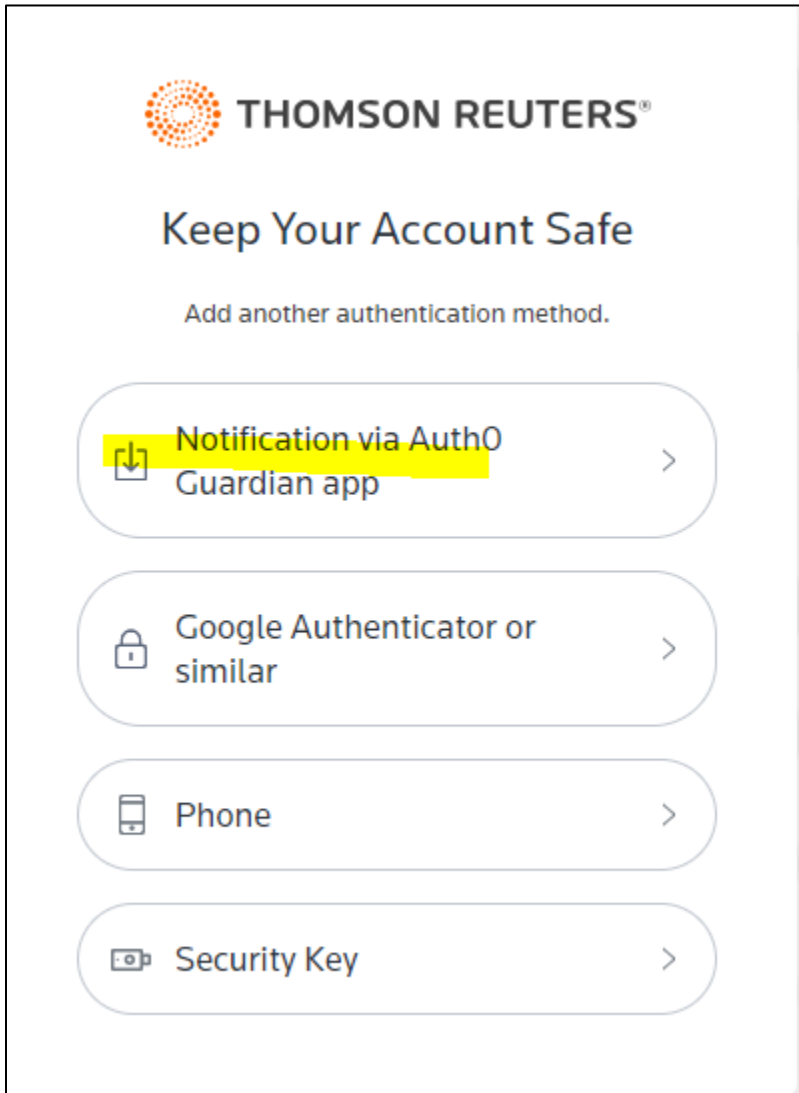 THOMSON REUTERS®
Keep Your Account Safe
Add another authentication method.
Notification via Auth0
Guardian app
Google Authenticator or
similar
Phone
Security Key